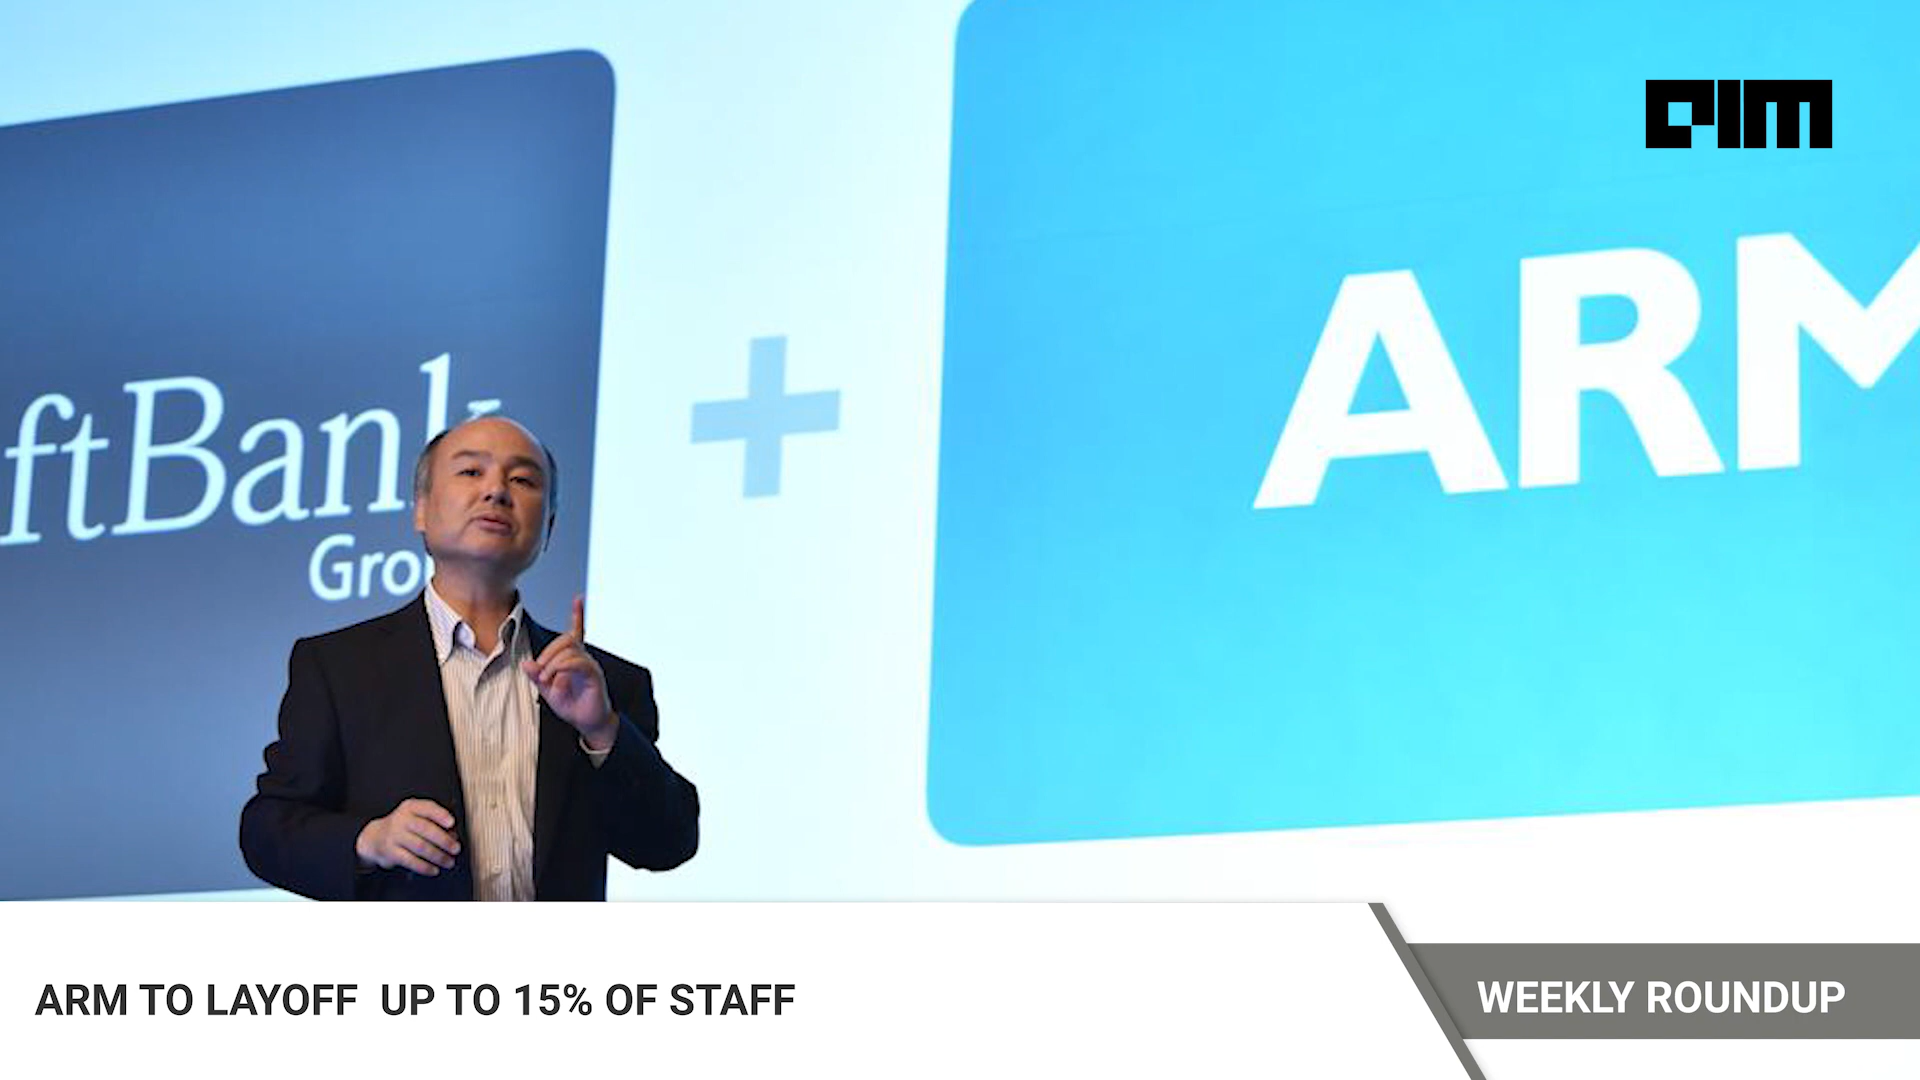 AIM
ftBank
Gro
ARM
ARM TO LAYOFF  UP TO 15% OF STAFF
WEEKLY ROUNDUP